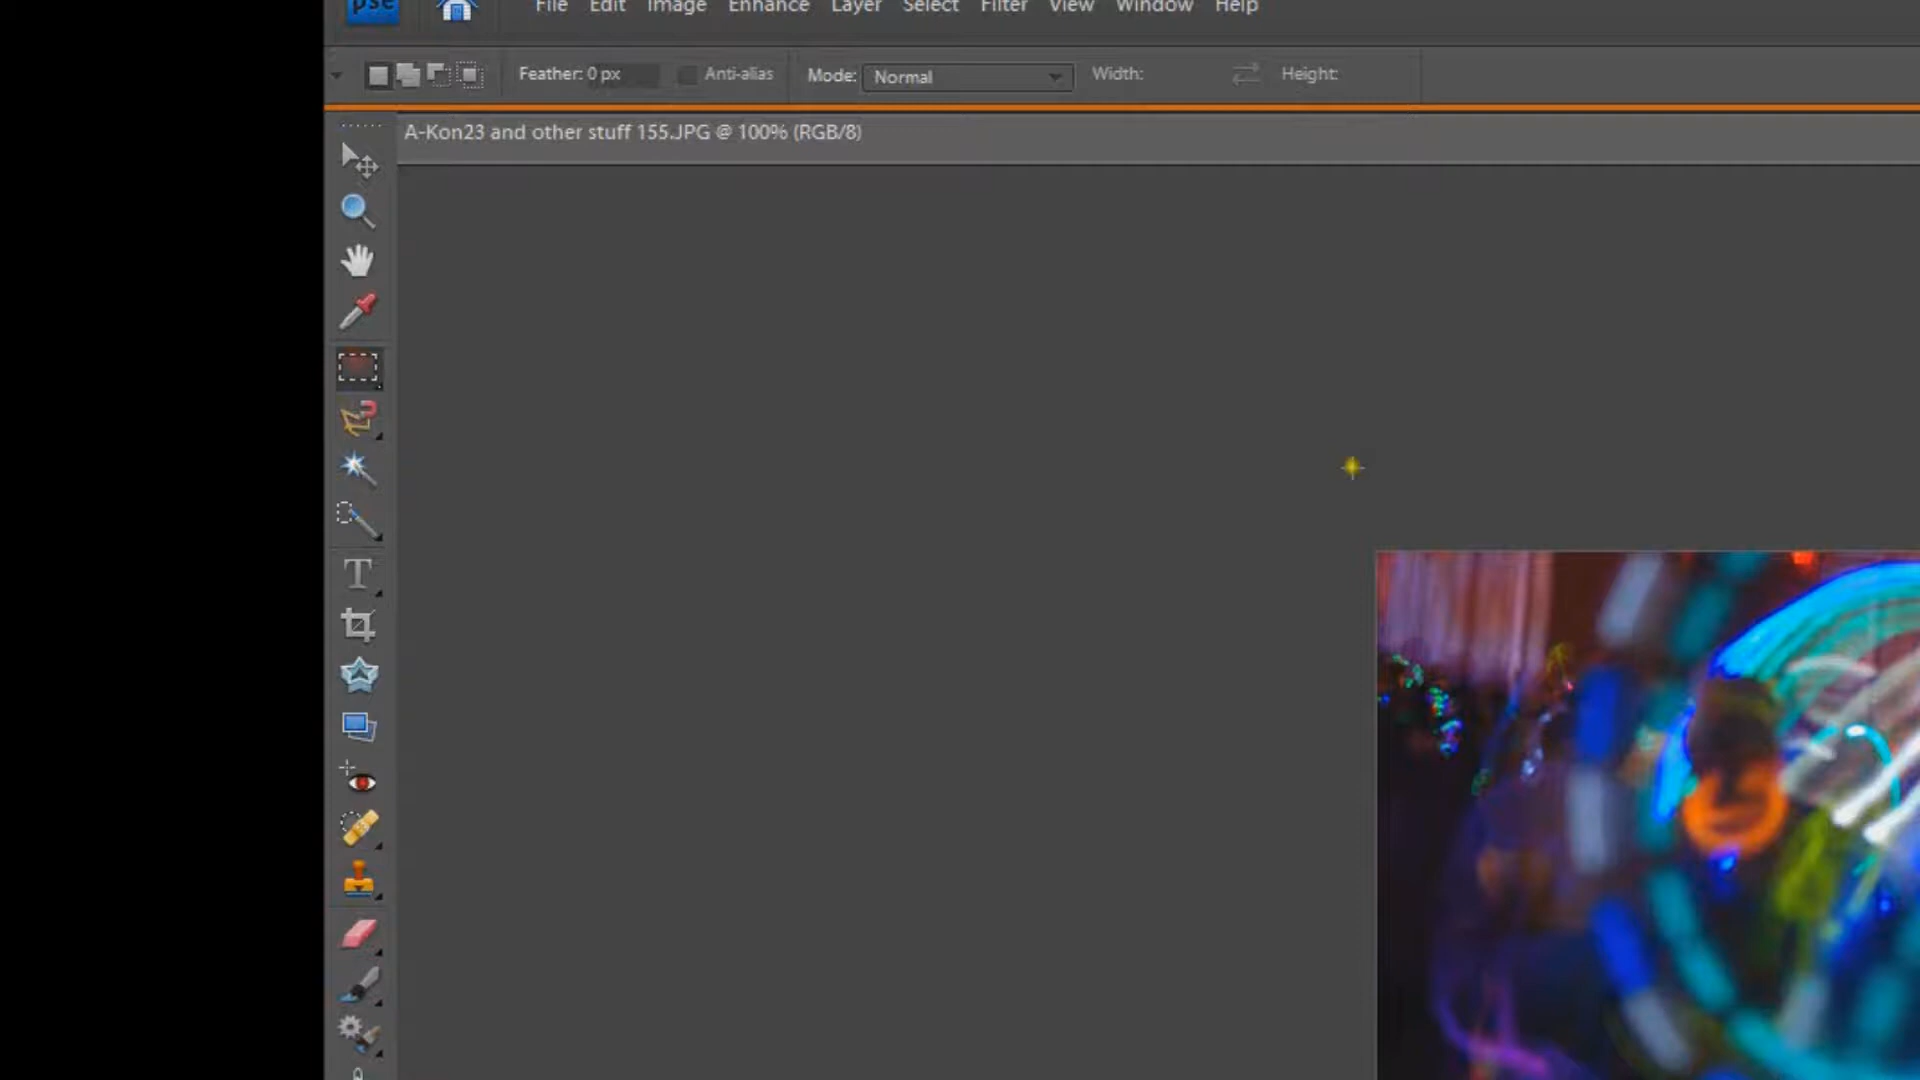 pse File Edit Image Enhance Layer Select Filter View Window Help
Feather: 0 px Anti-alias Mode: Normal Width: Height:
A-Kon23 and other stuff 155.JPG @ 100% (RGB/8)
T